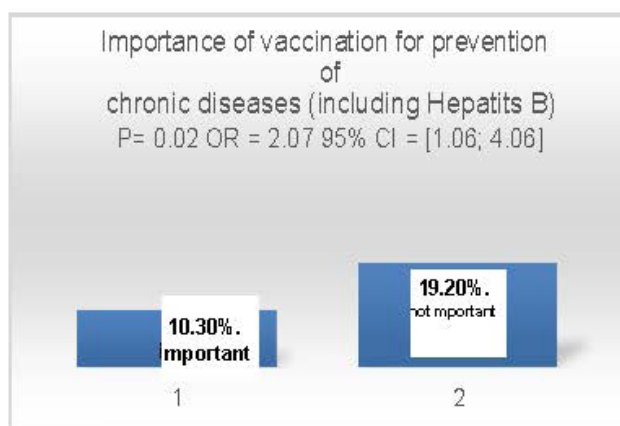 Importance of vaccination for prevention
of
chronic diseases (including Hepatits B)
P= 0.02 OR = 2.07 95% CI = [1.06; 4.06]
10.30%.
important
19.20%.
not mportant
1
2